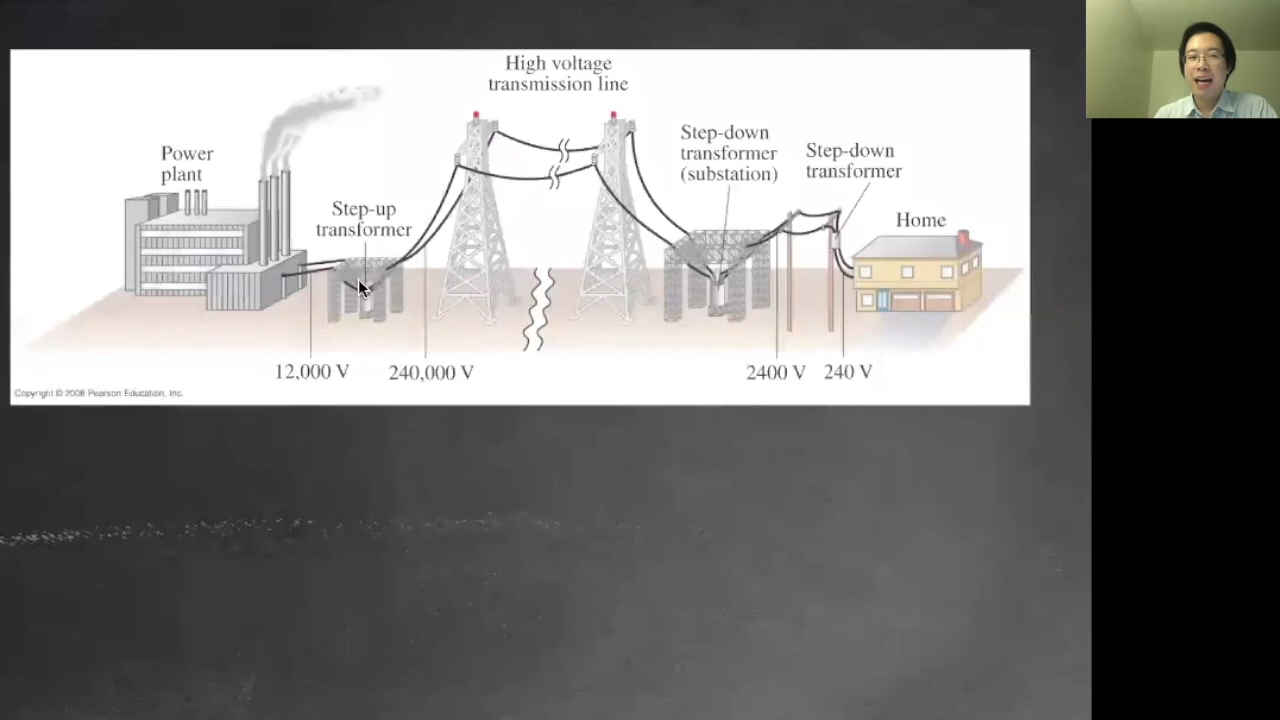 High voltage
transmission line
Power
plant
Step-up
transformer
Step-down
transformer
(substation)
Step-down
transformer
Home
12,000 V
240,000 V
2400 V
240 V
Copyright © 2008 Pearson Education, Inc.